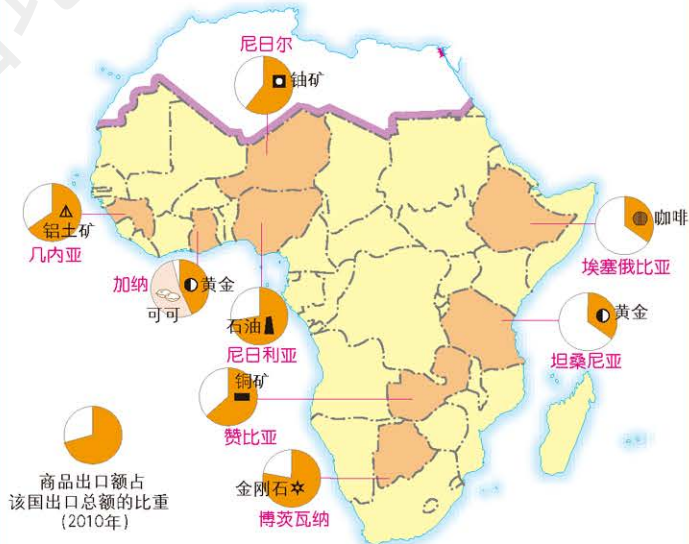 尼日尔
铀矿
铝土矿
几内亚
咖啡
埃塞俄比亚
加纳
黄金
可可
石油
尼日利亚
黄金
坦桑尼亚
铜矿
赞比亚
金刚石
博茨瓦纳
商品出口额占
该国出口总额的比重
(2010年)